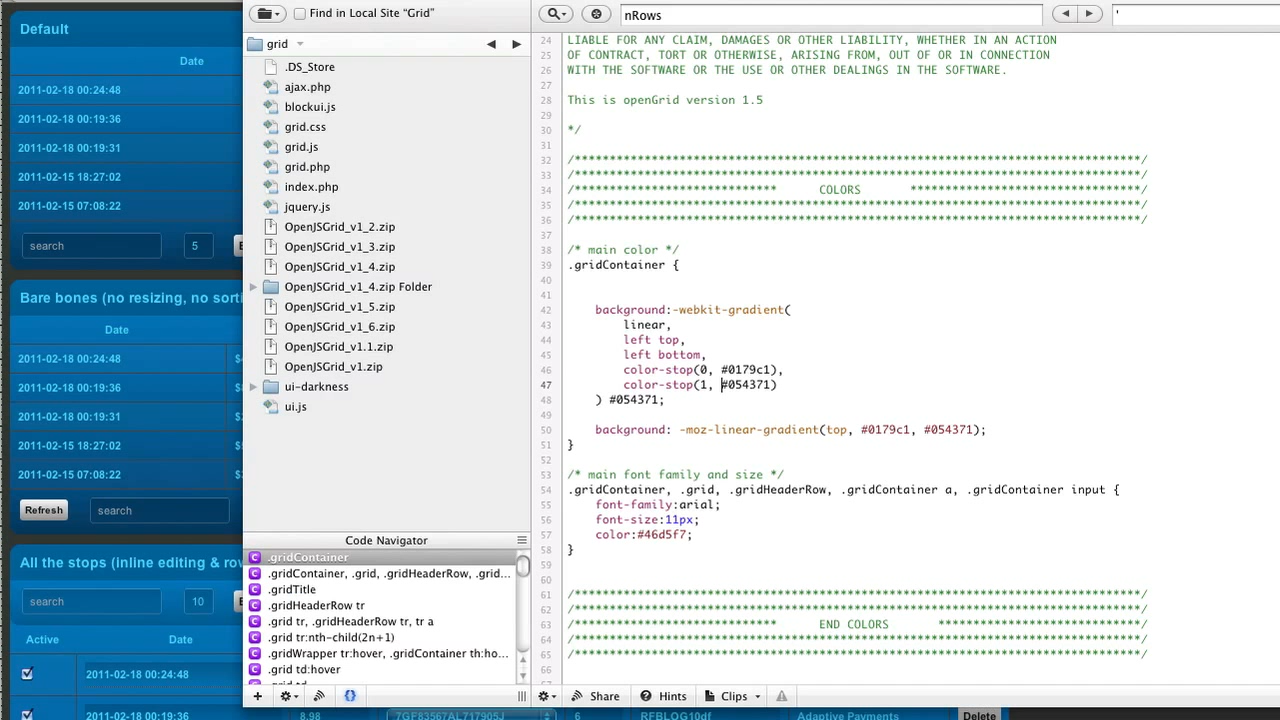 Default
Date
2011-02-18 00:24:48
2011-02-18 00:19:36
2011-02-18 00:19:31
2011-02-15 18:27:02
2011-02-15 07:08:22
search
5
Bare bones (no resizing, no sorti
Date
2011-02-18 00:24:48
2011-02-18 00:19:36
2011-02-18 00:19:31
2011-02-15 18:27:02
2011-02-15 07:08:22
Refresh
search
All the stops (inline editing & row
search
10
Active
Date
2011-02-18 00:24:48
2011-02-18 00:19:36
8.98
7GF83567AL717905J
6
RFBLOG10df
Adaptive Payments
Delete
Find in Local Site “Grid”
grid
.DS_Store
ajax.php
blockui.js
grid.css
grid.js
grid.php
index.php
jquery.js
OpenJSGrid_v1_2.zip
OpenJSGrid_v1_3.zip
OpenJSGrid_v1_4.zip
OpenJSGrid_v1_4.zip Folder
OpenJSGrid_v1_5.zip
OpenJSGrid_v1_6.zip
OpenJSGrid_v1.1.zip
OpenJSGrid_v1.zip
ui-darkness
ui.js
Code Navigator
.gridContainer
.gridContainer, .grid, .gridHeaderRow, .grid...
.gridTitle
.gridHeaderRow tr
.grid tr, .gridHeaderRow tr, tr a
.grid tr:nth-child(2n+1)
.gridWrapper tr:hover, .gridContainer th:ho...
.grid td:hover
nRows
'
24 LIABLE FOR ANY CLAIM, DAMAGES OR OTHER LIABILITY, WHETHER IN AN ACTION
25 OF CONTRACT, TORT OR OTHERWISE, ARISING FROM, OUT OF OR IN CONNECTION
26 WITH THE SOFTWARE OR THE USE OR OTHER DEALINGS IN THE SOFTWARE.
27
28 This is openGrid version 1.5
29
30 */
31
32 /*********************************************************************************/
33 /*********************************************************************************/
34 /***************************** COLORS *********************************/
35 /*********************************************************************************/
36 /*********************************************************************************/
37
38 /* main color */
39 .gridContainer {
40
41
42 background:-webkit-gradient(
43 linear,
44 left top,
45 left bottom,
46 color-stop(0, #0179c1),
47 color-stop(1, #054371)
48 ) #054371;
49
50 background: -moz-linear-gradient(top, #0179c1, #054371);
51 }
52
53 /* main font family and size */
54 .gridContainer, .grid, .gridHeaderRow, .gridContainer a, .gridContainer input {
55 font-family:arial;
56 font-size:11px;
57 color:#46d5f7;
58 }
59
60
61 /*********************************************************************************/
62 /*********************************************************************************/
63 /***************************** END COLORS *****************************/
64 /*********************************************************************************/
65 /*********************************************************************************/
66
Share
Hints
Clips